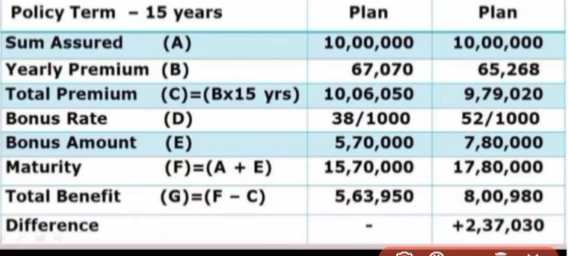 Policy Term – 15 years Plan Plan
Sum Assured (A) 10,00,000 10,00,000
Yearly Premium (B) 67,070 65,268
Total Premium (C)=(Bx15 yrs) 10,06,050 9,79,020
Bonus Rate (D) 38/1000 52/1000
Bonus Amount (E) 5,70,000 7,80,000
Maturity (F)=(A + E) 15,70,000 17,80,000
Total Benefit (G)=(F – C) 5,63,950 8,00,980
Difference - +2,37,030